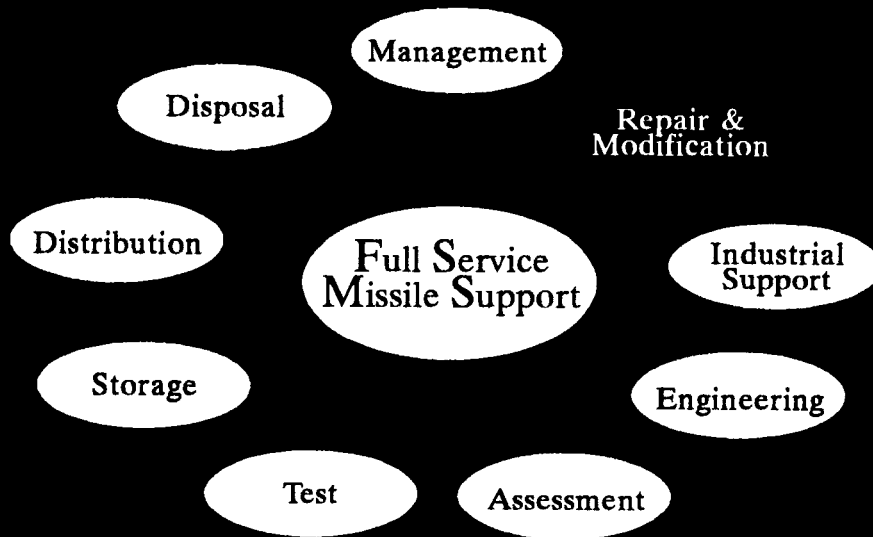 Management
Disposal
Repair &
Modification
Distribution
Full Service
Missile Support
Industrial
Support
Storage
Engineering
Test
Assessment